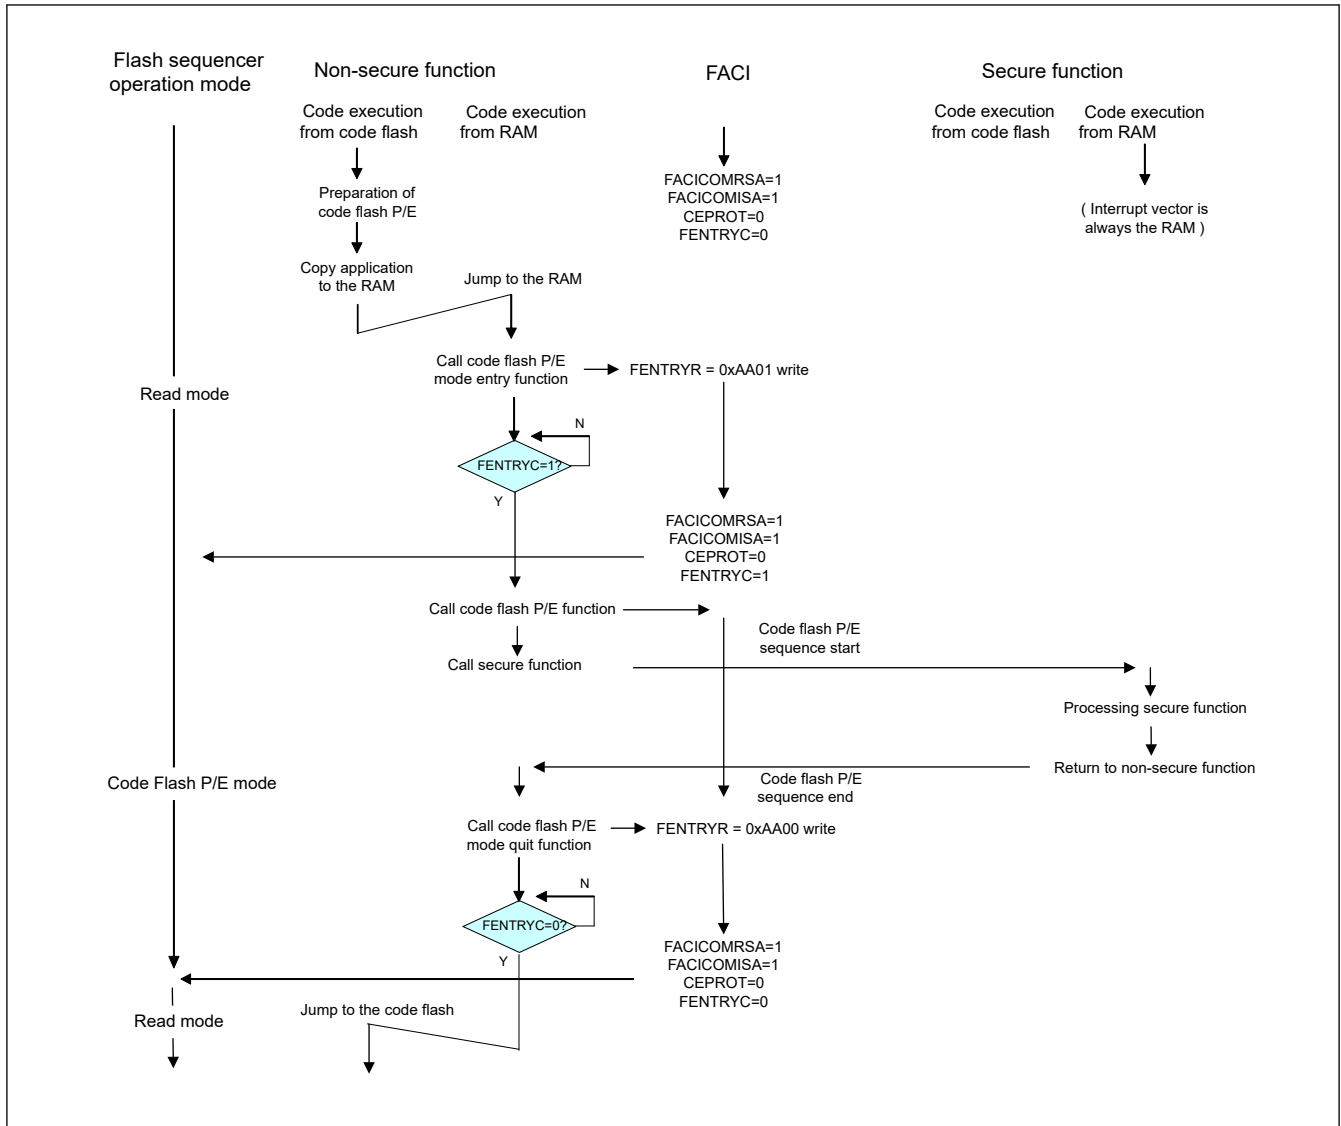 Flash sequencer
operation mode
Non-secure function
FACI
Secure function
Code execution
from code flash
Code execution
from RAM
Code execution
from code flash
Code execution
from RAM
Preparation of
code flash P/E
FACICOMRSA=1
FACICOMISA=1
CEPROT=0
FENTRYC=0
( Interrupt vector is
always the RAM )
Copy application
to the RAM
Jump to the RAM
Call code flash P/E
mode entry function
FENTRYR = 0xAA01 write
Read mode
N
FENTRYC=1?
Y
FACICOMRSA=1
FACICOMISA=1
CEPROT=0
FENTRYC=1
Call code flash P/E function
Code flash P/E
sequence start
Call secure function
Processing secure function
Return to non-secure function
Code Flash P/E mode
Code flash P/E
sequence end
Call code flash P/E
mode quit function
FENTRYR = 0xAA00 write
N
FENTRYC=0?
Y
FACICOMRSA=1
FACICOMISA=1
CEPROT=0
FENTRYC=0
Jump to the code flash
Read mode